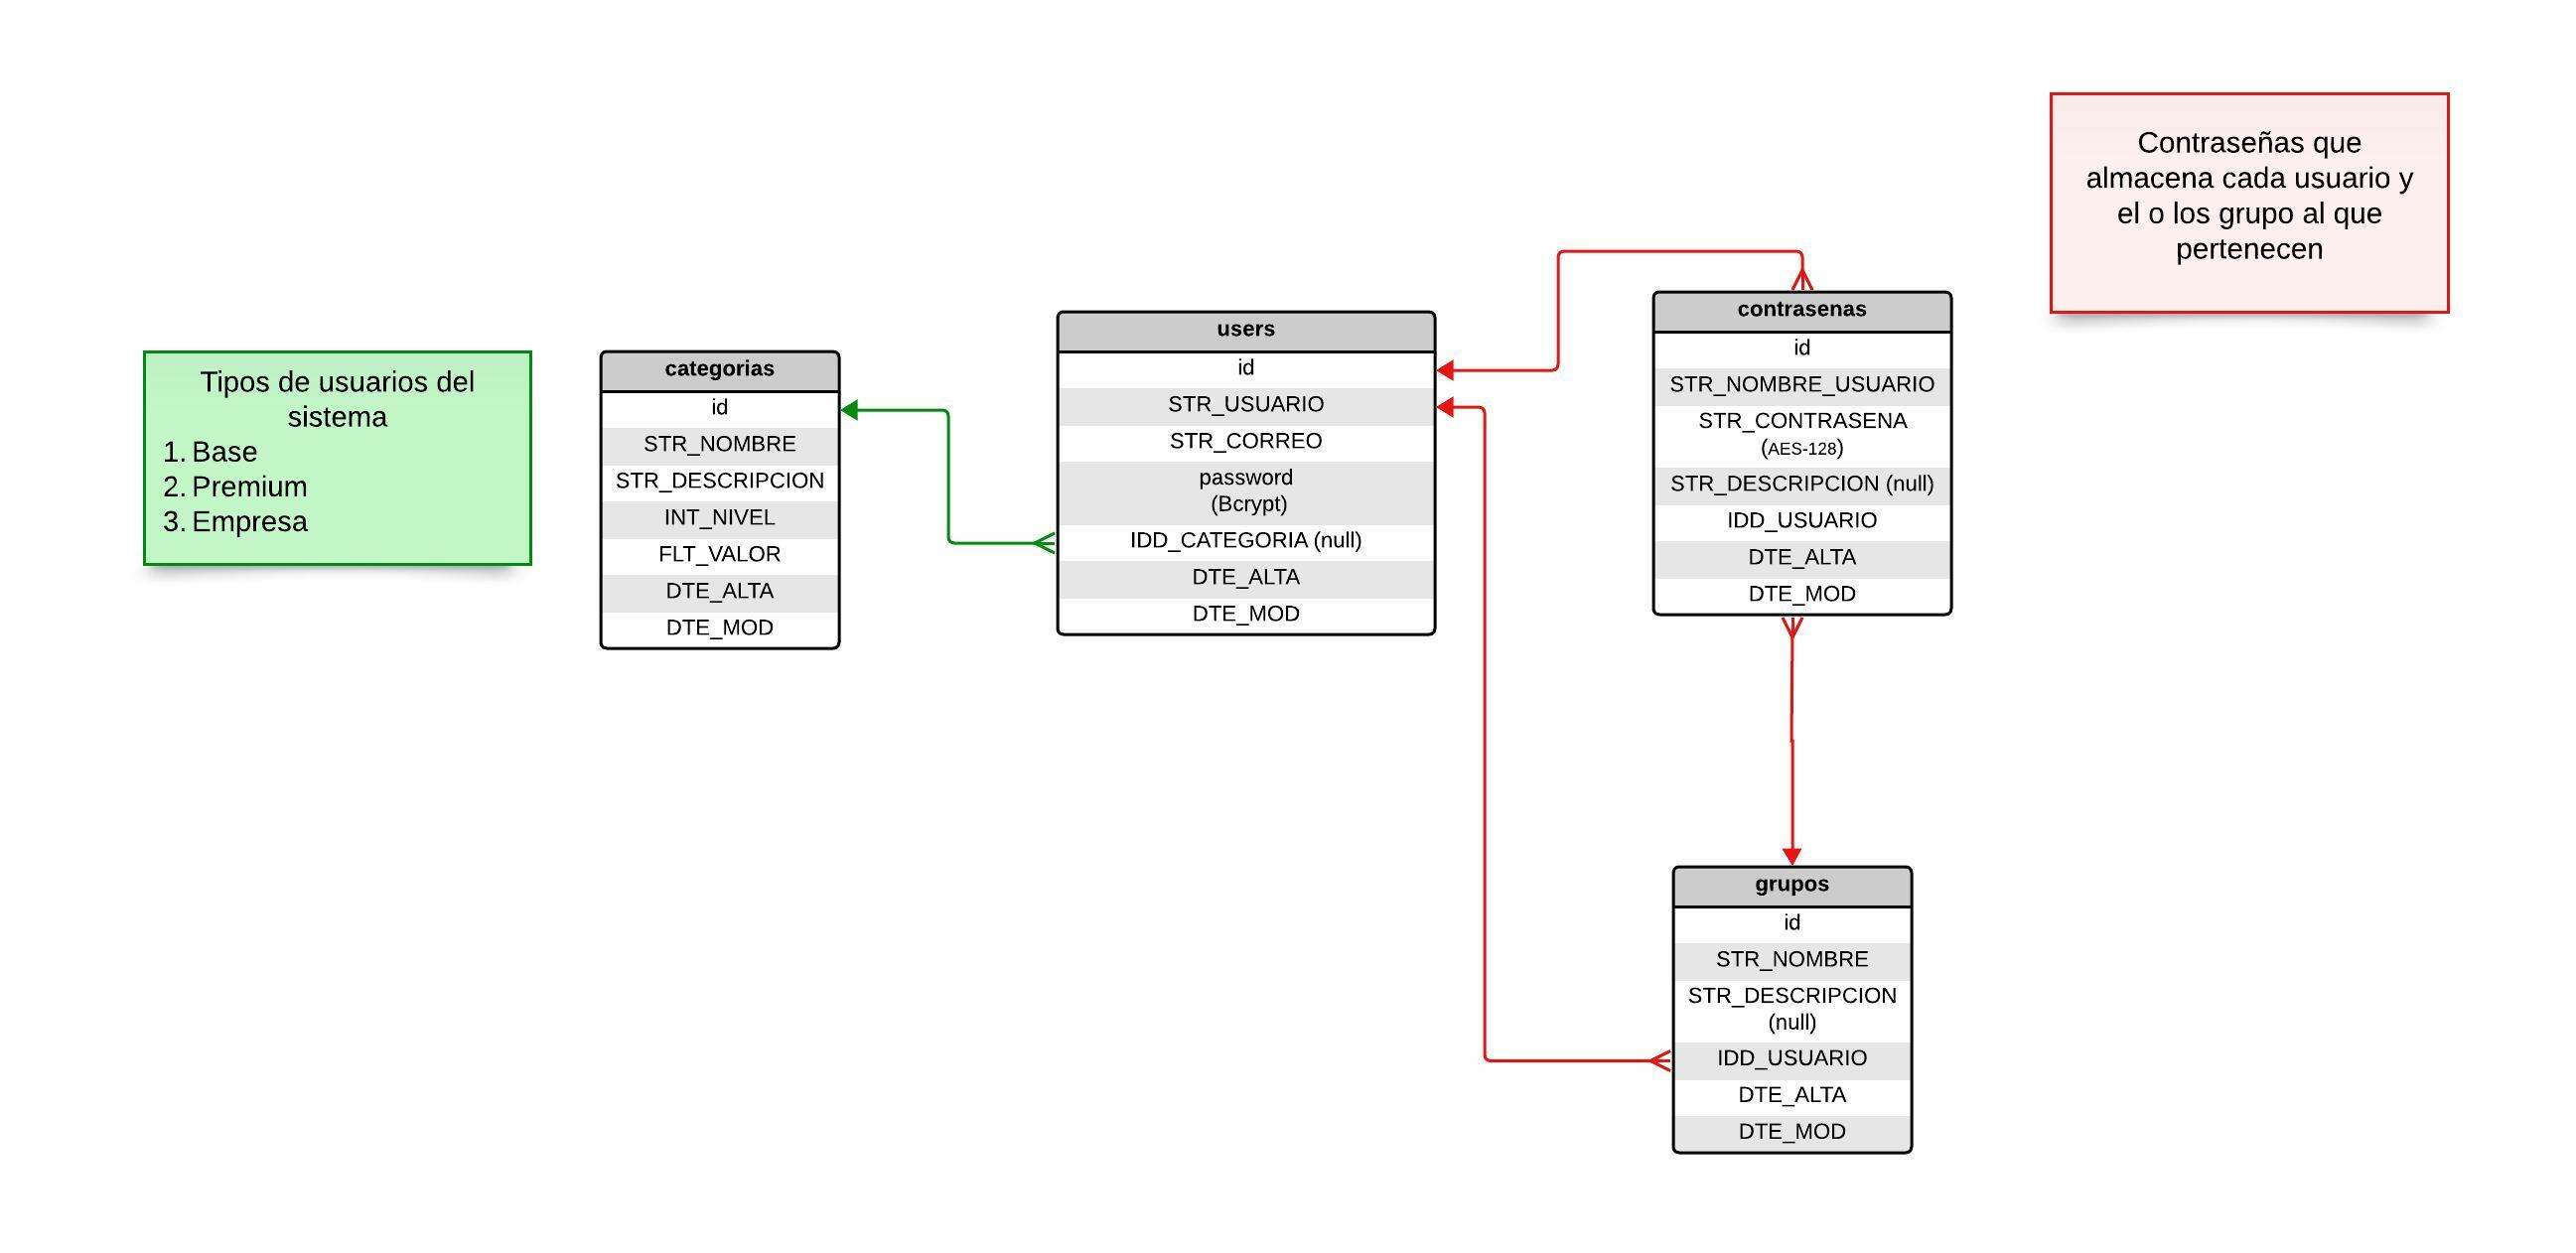 Tipos de usuarios del
sistema
1. Base
2. Premium
3. Empresa
categorias
id
STR_NOMBRE
STR_DESCRIPCION
INT_NIVEL
FLT_VALOR
DTE_ALTA
DTE_MOD
users
id
STR_USUARIO
STR_CORREO
password
(Bcrypt)
IDD_CATEGORIA (null)
DTE_ALTA
DTE_MOD
contrasenas
id
STR_NOMBRE_USUARIO
STR_CONTRASENA
(AES-128)
STR_DESCRIPCION (null)
IDD_USUARIO
DTE_ALTA
DTE_MOD
Contraseñas que
almacena cada usuario y
el o los grupo al que
pertenecen
grupos
id
STR_NOMBRE
STR_DESCRIPCION
(null)
IDD_USUARIO
DTE_ALTA
DTE_MOD